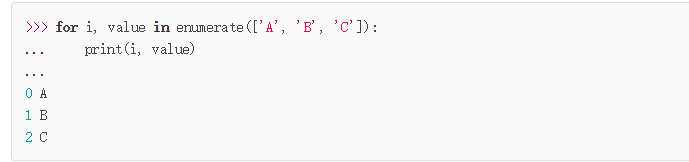 >>> for i, value in enumerate(['A', 'B', 'C']):
...     print(i, value)
...
0 A
1 B
2 C